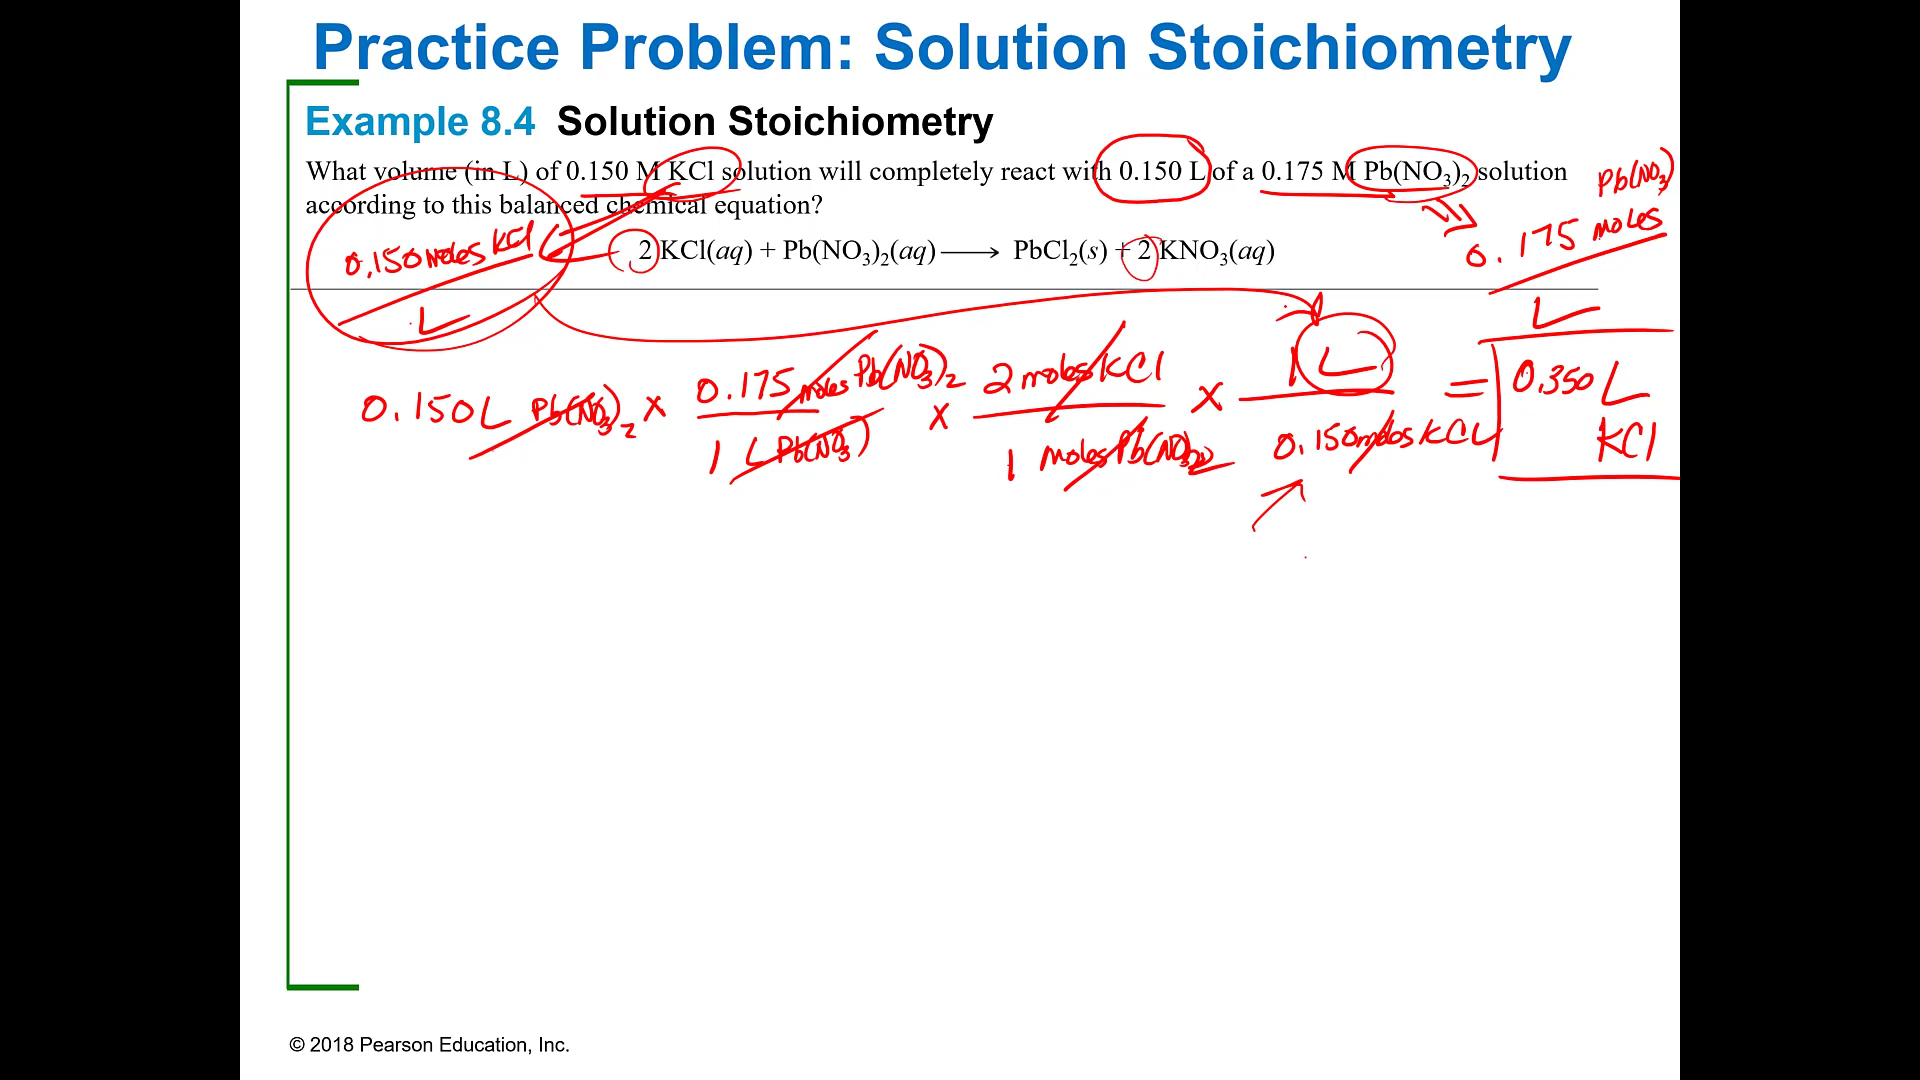 Practice Problem: Solution Stoichiometry
Example 8.4 Solution Stoichiometry
What volume (in L) of 0.150 M KCl solution will completely react with 0.150 L of a 0.175 M Pb(NO₃)₂ solution
according to this balanced chemical equation?
2 KCl(aq) + Pb(NO₃)₂(aq) ⟶ PbCl₂(s) + 2 KNO₃(aq)
0.150 moles KCl
L
Pb(NO₃)
0.175 moles
L
0.150 L Pb(NO₃)₂ x 0.175 moles Pb(NO₃)₂ x 2 moles KCl x 1 L = 0.350 L
1 L Pb(NO₃) 1 moles Pb(NO₃)₂ 0.150 moles KCl KCl
© 2018 Pearson Education, Inc.